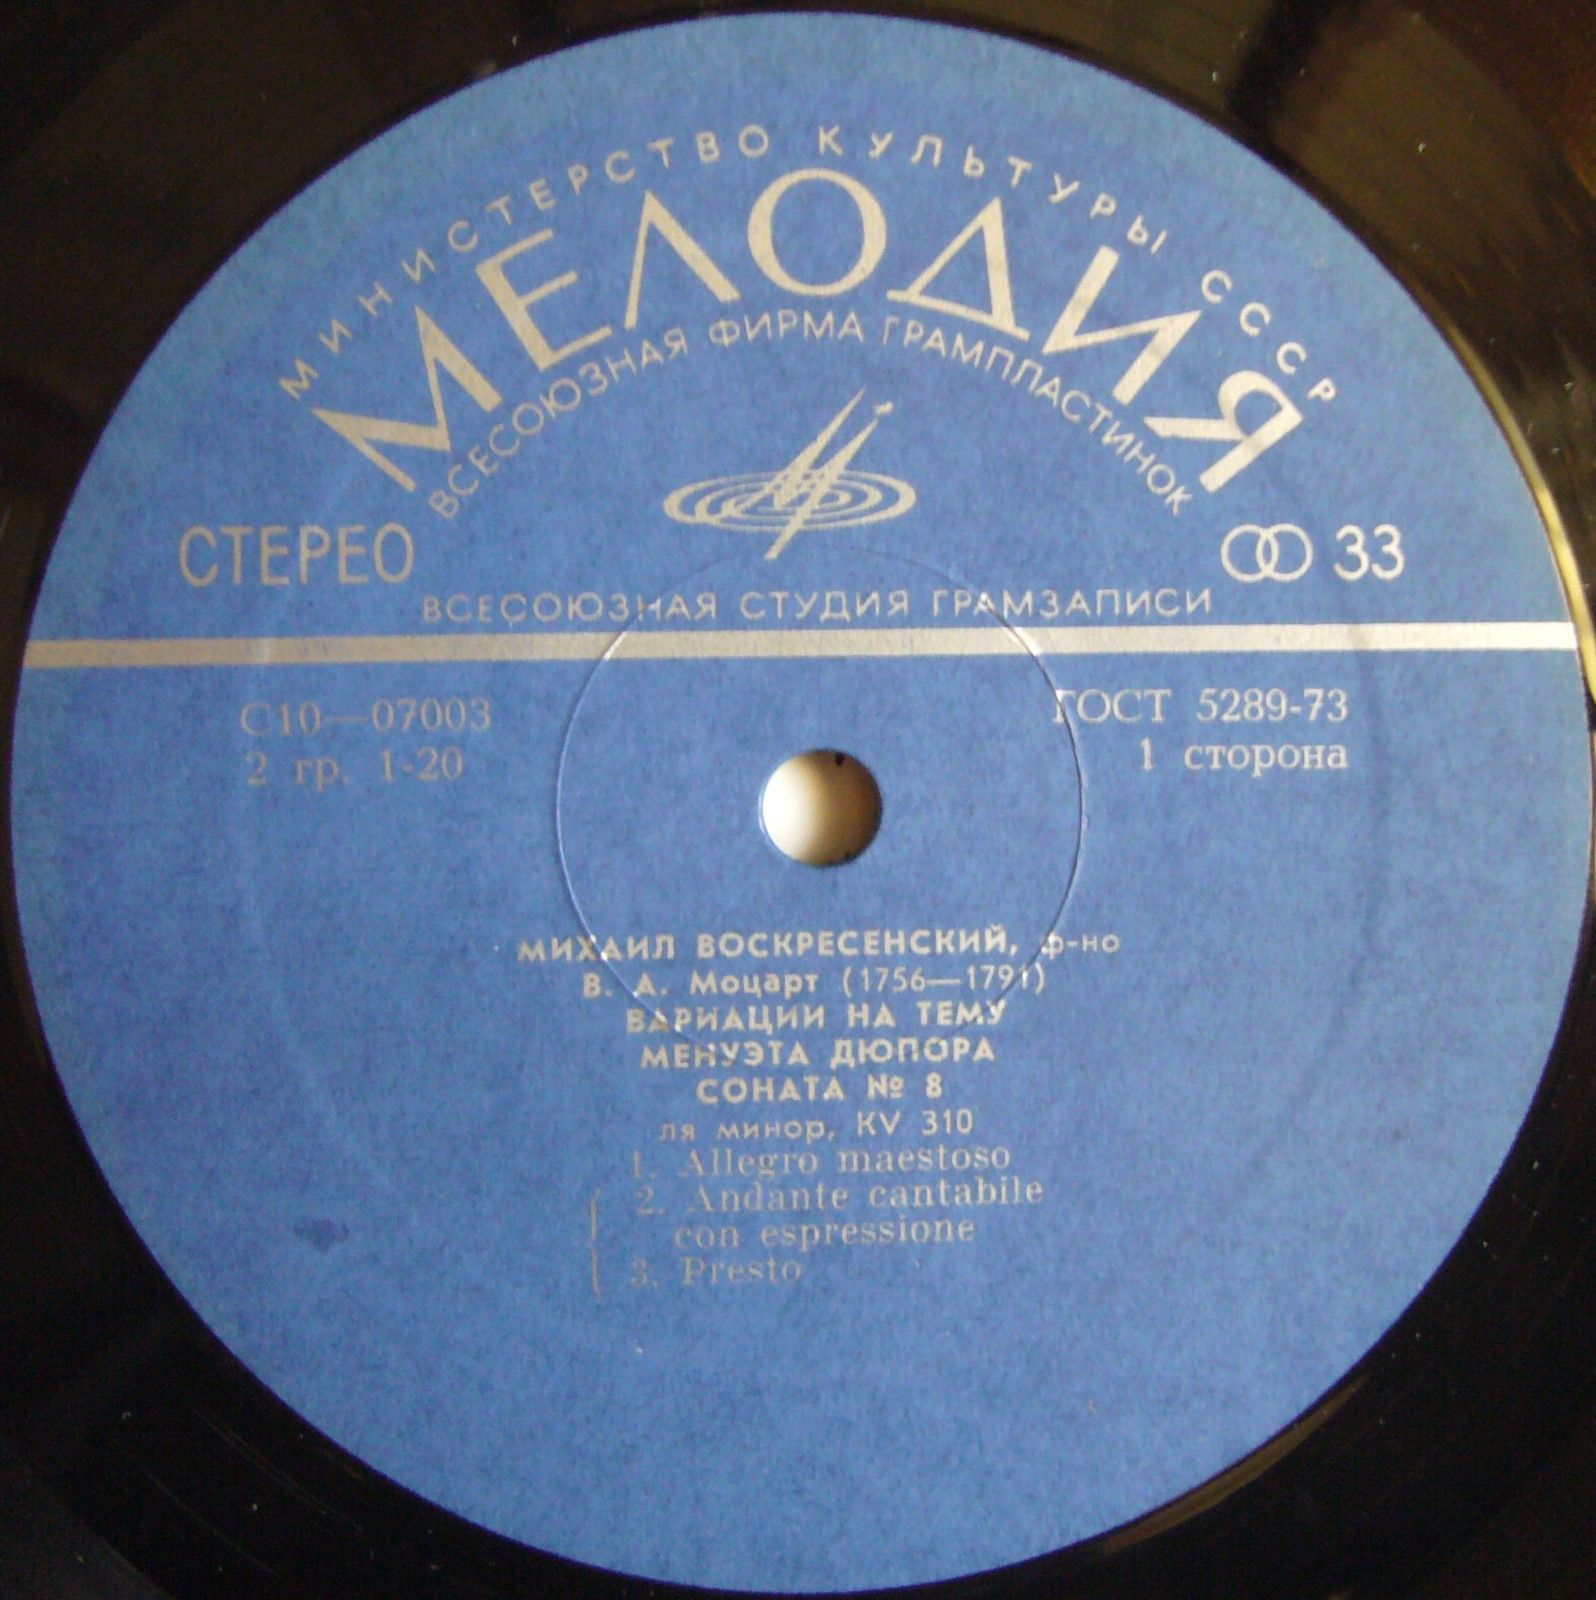 МИНИСТЕРСТВО КУЛЬТУРЫ СССР
МЕЛОДИЯ
ВСЕСОЮЗНАЯ ФИРМА ГРАМПЛАСТИНОК
СТЕРЕО
33
ВСЕСОЮЗНАЯ СТУДИЯ ГРАМЗАПИСИ
С10—07003
ГОСТ 5289-73
2 гр. 1-20
1 сторона
МИХАИЛ ВОСКРЕСЕНСКИЙ, ф-но
В. А. Моцарт (1756—1791)
ВАРИАЦИИ НА ТЕМУ
МЕНУЭТА ДЮПОРА
СОНАТА № 8
ля минор, KV 310
1. Allegro maestoso
2. Andante cantabile
con espressione
3. Presto